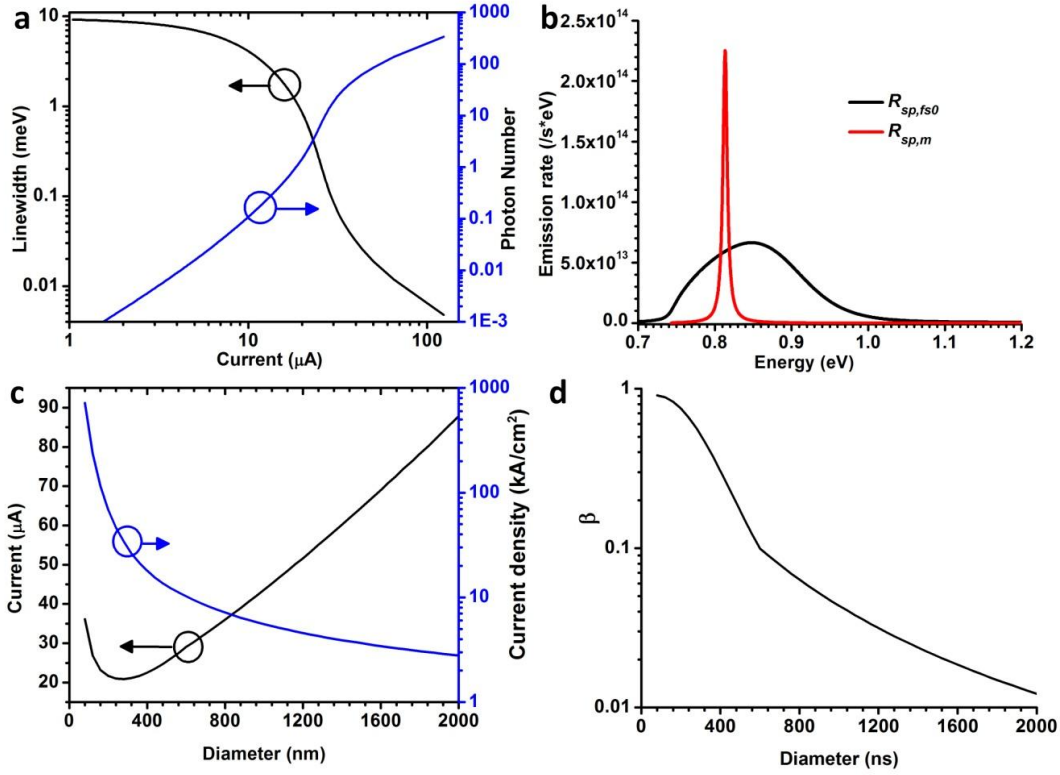 a
Linewidth (meV)
10
1
0.1
0.01
1000
100
10
1
0.1
0.01
1E-3
Photon Number
1 10 100
Current (μA)
b
Emission rate (/s*eV)
2.5x10^14
2.0x10^14
1.5x10^14
1.0x10^14
5.0x10^13
0.0
R_sp,fs0
R_sp,m
0.7 0.8 0.9 1.0 1.1 1.2
Energy (eV)
c
Current (μA)
90
80
70
60
50
40
30
20
1000
100
10
1
Current density (kA/cm²)
0 400 800 1200 1600 2000
Diameter (nm)
d
β
1
0.1
0.01
0 400 800 1200 1600 2000
Diameter (ns)